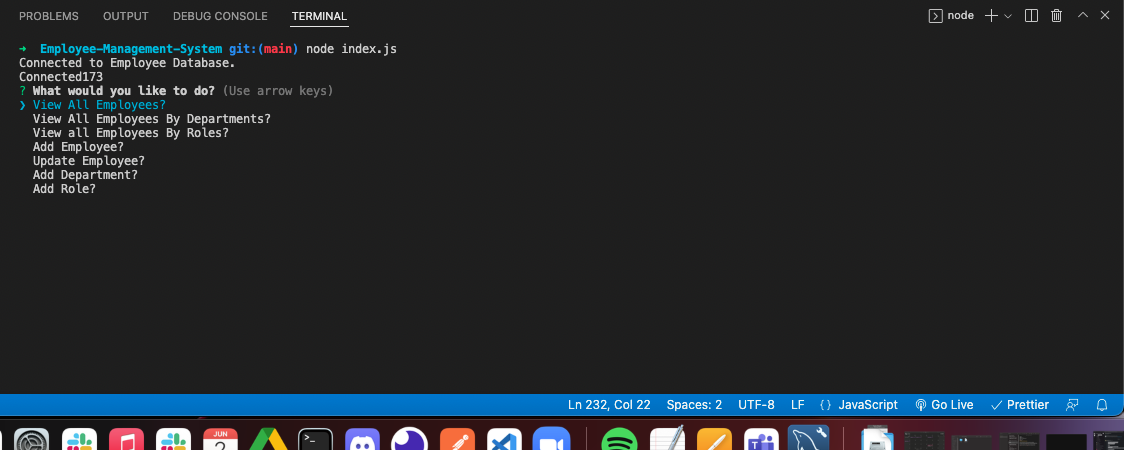 PROBLEMS OUTPUT DEBUG CONSOLE TERMINAL node
→ Employee-Management-System git:(main) node index.js
Connected to Employee Database.
Connected173
? What would you like to do? (Use arrow keys)
❯ View All Employees?
View All Employees By Departments?
View all Employees By Roles?
Add Employee?
Update Employee?
Add Department?
Add Role?
Ln 232, Col 22 Spaces: 2 UTF-8 LF {} JavaScript Go Live Prettier
JUN
2